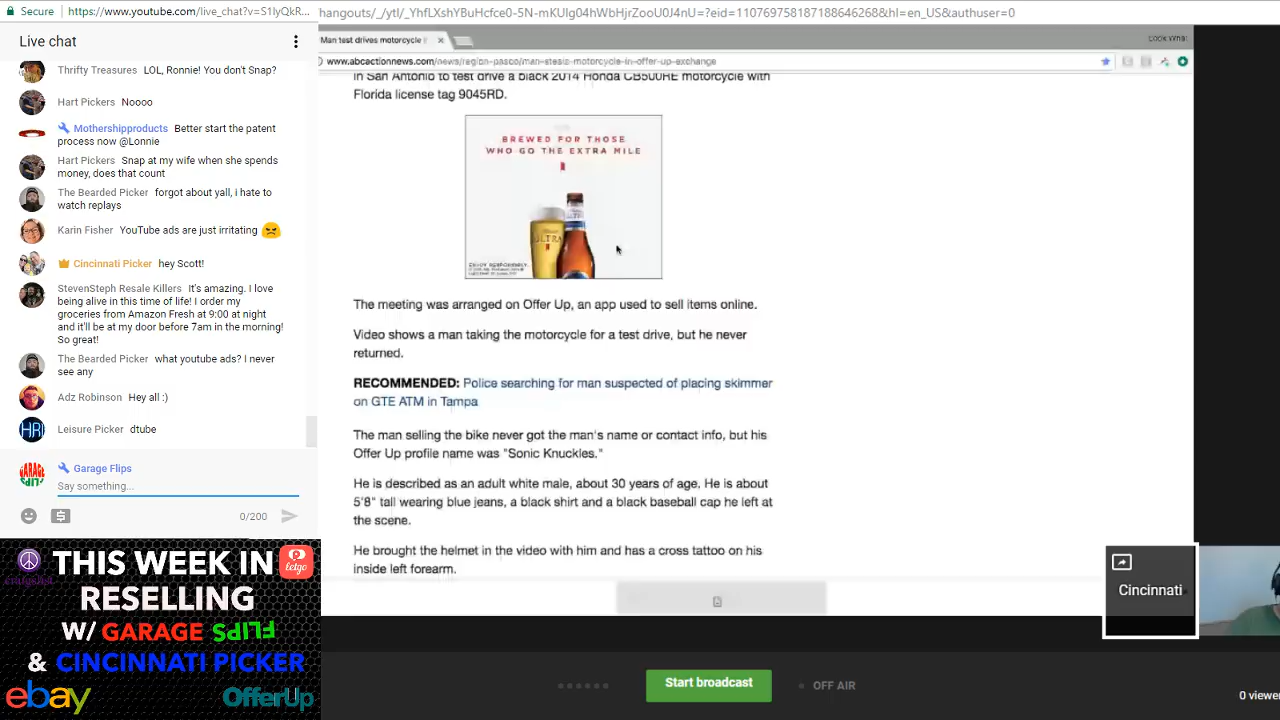 Secure
https://www.youtube.com/live_chat?v=S1IyQkR...
Live chat
Thrifty Treasures LOL, Ronnie! You don't Snap?
Hart Pickers Noooo
Mothershipproducts Better start the patent
process now @Lonnie
Hart Pickers Snap at my wife when she spends
money, does that count
The Bearded Picker forgot about yall, i hate to
watch replays
Karin Fisher YouTube ads are just irritating
Cincinnati Picker hey Scott!
StevenSteph Resale Killers It's amazing. I love
being alive in this time of life! I order my
groceries from Amazon Fresh at 9:00 at night
and it'll be at my door before 7am in the morning!
So great!
The Bearded Picker what youtube ads? I never
see any
Adz Robinson Hey all :)
Leisure Picker dtube
Garage Flips
Say something...
0/200
THIS WEEK IN
RESELLING
W/ GARAGE FLIPS
& CINCINNATI PICKER
craigslist
letgo
ebay
OfferUp
hangouts/_/ytl/_YhfLXshYBuHcfce0-5N-mKUlg04hWbHjrZooU0J4nU=?eid=110769758187188646268&hl=en_US&authuser=0
Man test drives motorcycle
www.abcactionnews.com/news/region-pasco/man-steals-motorcycle-in-offer-up-exchange
in San Antonio to test drive a black 2014 Honda CB500RE motorcycle with
Florida license tag 9045RD.
BREWED FOR THOSE
WHO GO THE EXTRA MILE
ULTRA
ENJOY RESPONSIBLY.
The meeting was arranged on Offer Up, an app used to sell items online.
Video shows a man taking the motorcycle for a test drive, but he never
returned.
RECOMMENDED: Police searching for man suspected of placing skimmer
on GTE ATM in Tampa
The man selling the bike never got the man's name or contact info, but his
Offer Up profile name was "Sonic Knuckles."
He is described as an adult white male, about 30 years of age. He is about
5'8" tall wearing blue jeans, a black shirt and a black baseball cap he left at
the scene.
He brought the helmet in the video with him and has a cross tattoo on his
inside left forearm.
Cincinnati
Start broadcast
OFF AIR
0 viewer